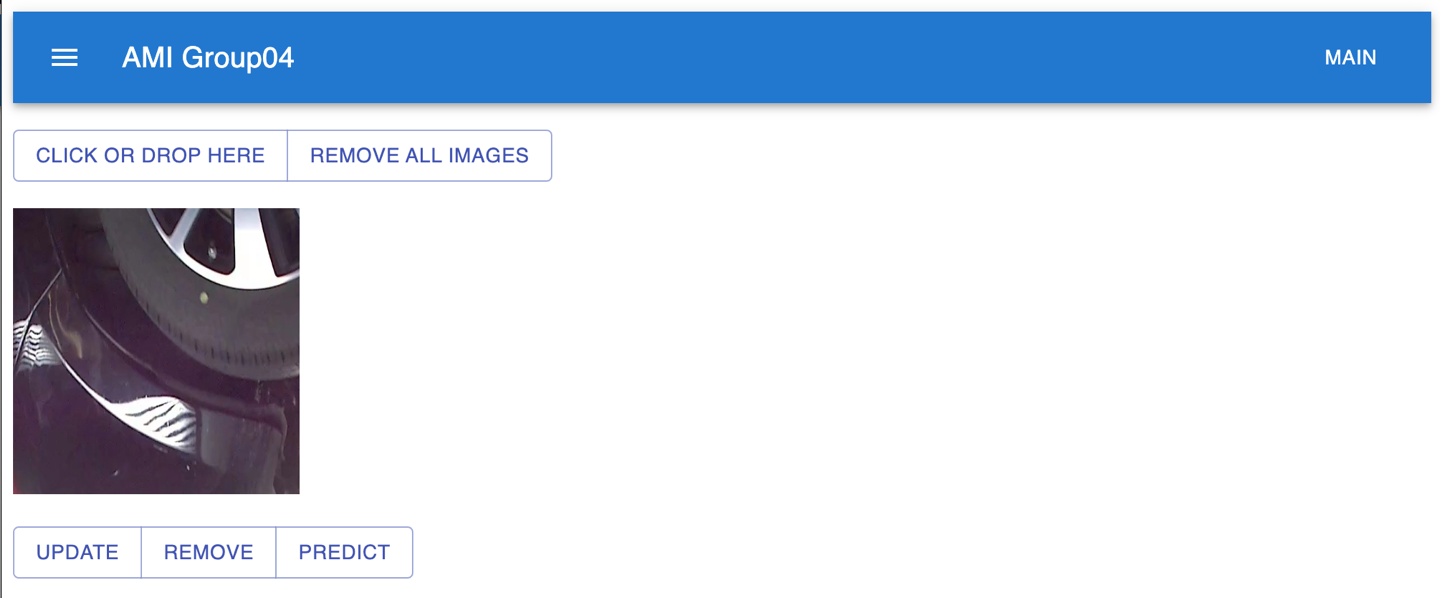 AMI Group04
MAIN
CLICK OR DROP HERE
REMOVE ALL IMAGES
UPDATE
REMOVE
PREDICT